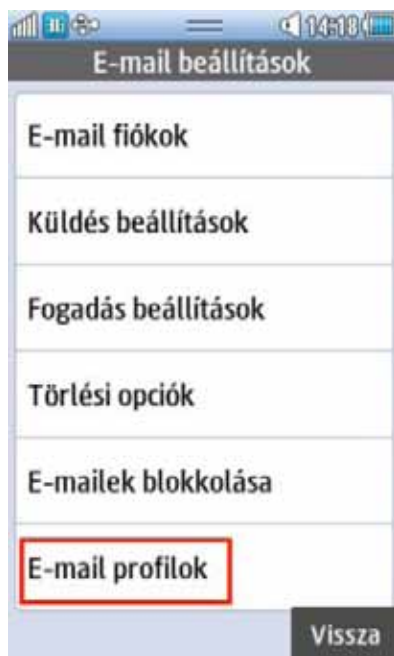 14:18
E-mail beállítások
E-mail fiókok
Küldés beállítások
Fogadás beállítások
Törlési opciók
E-mailek blokkolása
E-mail profilok
Vissza